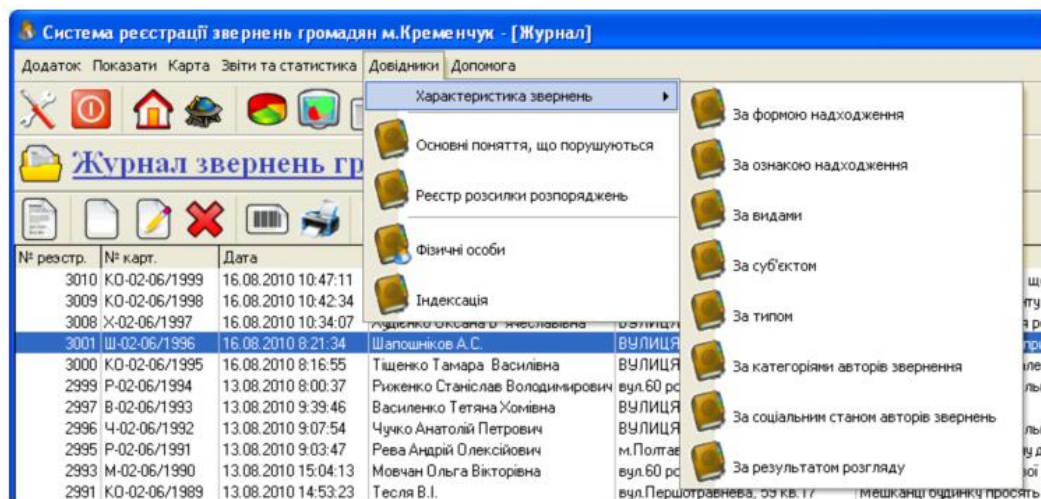 Система реєстрації звернень громадян м.Кременчук - [Журнал]
Додаток Показати Карта Звіти та статистика Довідники Допомога
Характеристика звернень
Основні поняття, що порушуються
Реєстр розсилки розпоряджень
Фізичні особи
Індексація
За формою надходження
За ознакою надходження
За видами
За суб'єктом
За типом
За категоріями авторів звернення
За соціальним станом авторів звернень
За результатом розгляду
Журнал звернень гр
№ реєстр. № карт. Дата
3010 КО-02-06/1999 16.08.2010 10:47:11
3009 КО-02-06/1998 16.08.2010 10:42:34
3008 Х-02-06/1997 16.08.2010 10:34:07
3001 Ш-02-06/1996 16.08.2010 8:21:34 Шапошніков А.С. ВУЛИЦЯ
3000 КО-02-06/1995 16.08.2010 8:16:55 Тіщенко Тамара Василівна ВУЛИЦЯ
2999 Р-02-06/1994 13.08.2010 8:00:37 Риженко Станіслав Володимирович вул.60 ро
2997 В-02-06/1993 13.08.2010 9:39:46 Василенко Тетяна Хомівна ВУЛИЦЯ
2996 Ч-02-06/1992 13.08.2010 9:07:54 Чучко Анатолій Петрович ВУЛИЦЯ
2995 Р-02-06/1991 13.08.2010 9:03:47 Рева Андрій Олексійович м.Полтав
2993 М-02-06/1990 13.08.2010 15:04:13 Мовчан Ольга Вікторівна вул.60 ро
2991 КО-02-06/1989 13.08.2010 14:53:23 Тесля В.І. вул.Першотравнева, 59 кв.17 Мешканці будинку просять